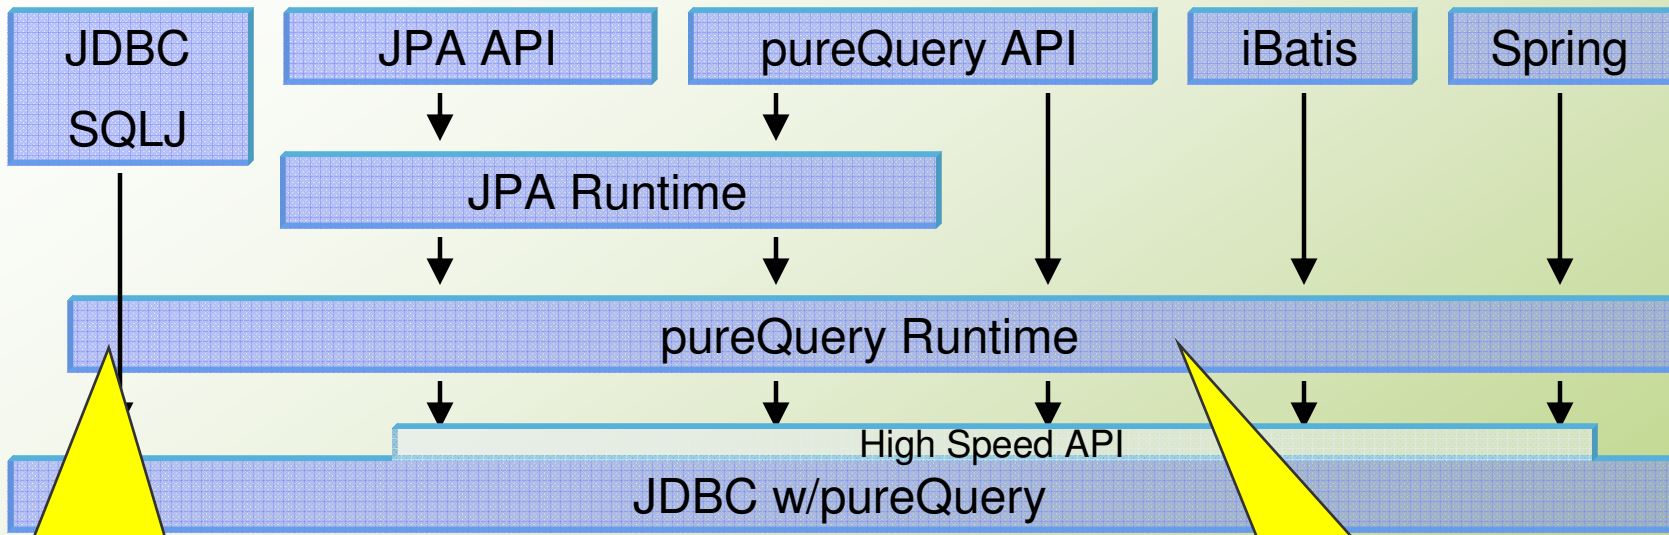 JDBC
SQLJ
JPA API
pureQuery API
iBatis
Spring
JPA Runtime
pureQuery Runtime
High Speed API
JDBC w/pureQuery